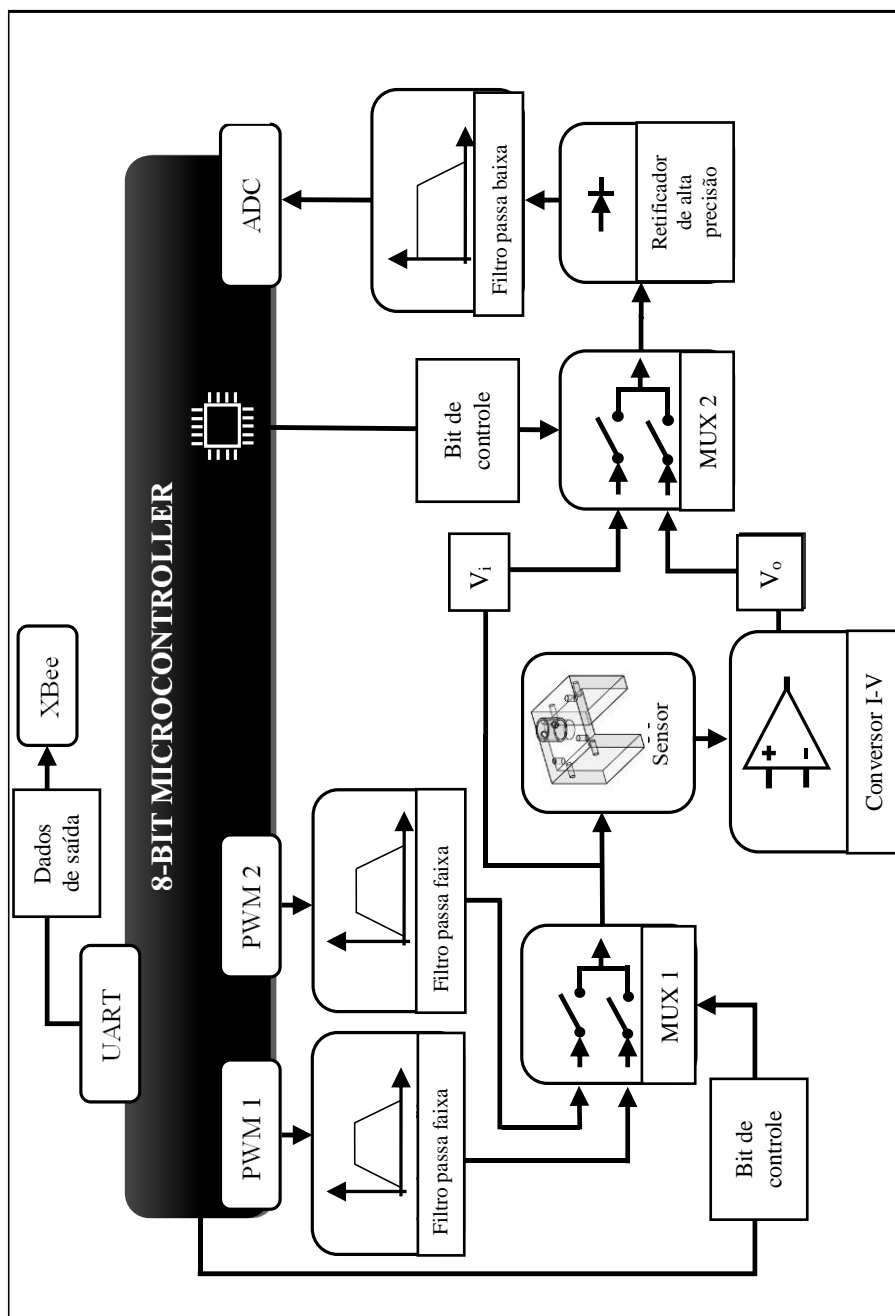 UART
Dados
de saída
XBee
8-BIT MICROCONTROLLER
PWM 1
PWM 2
ADC
Filtro passa faixa
Filtro passa faixa
Filtro passa baixa
Bit de
controle
Retificador
de alta
precisão
Vi
MUX 1
Sensor
MUX 2
Bit de
controle
Conversor I-V
Vo